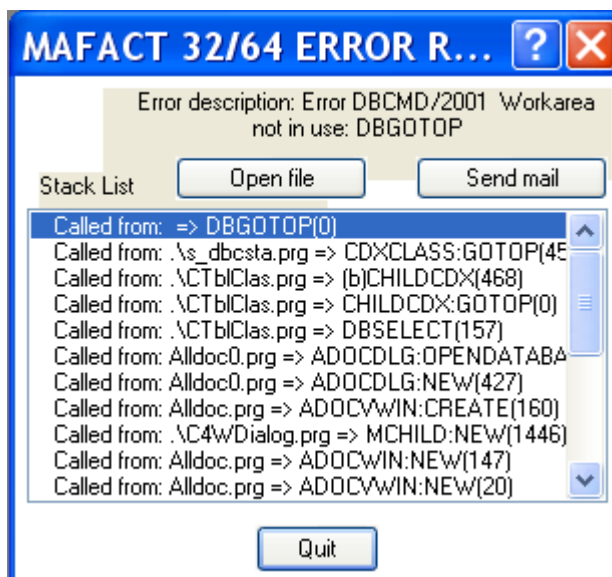 MAFACT 32/64 ERROR R...
Error description: Error DBCMD/2001 Workarea
not in use: DBGOTOP
Stack List
Open file
Send mail
Called from: => DBGOTOP(0)
Called from: .\s_dbcsta.prg => CDXCLASS:GOTOP(45
Called from: .\CTblClas.prg => (b)CHILDCDX(468)
Called from: .\CTblClas.prg => CHILDCDX:GOTOP(0)
Called from: .\CTblClas.prg => DBSELECT(157)
Called from: Alldoc0.prg => ADOCDLG:OPENDATABA
Called from: Alldoc0.prg => ADOCDLG:NEW(427)
Called from: Alldoc.prg => ADOCVWIN:CREATE(160)
Called from: .\C4WDialog.prg => MCHILD:NEW(1446)
Called from: Alldoc.prg => ADOCWIN:NEW(147)
Called from: Alldoc.prg => ADOCVWIN:NEW(20)
Quit